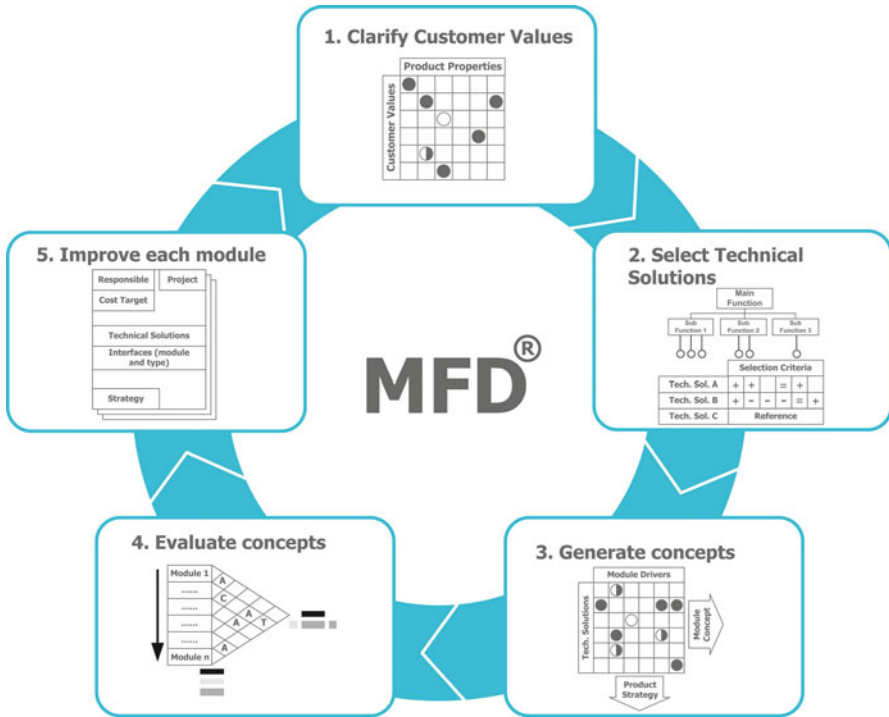 1. Clarify Customer Values
Product Properties
Customer Values
2. Select Technical
Solutions
Main
Function
Sub
Function 1
Sub
Function 2
Sub
Function 3
Selection Criteria
Tech. Sol. A + + = +
Tech. Sol. B + - - - = +
Tech. Sol. C Reference
3. Generate concepts
Module Drivers
Tech. Solutions
Module
Concept
Product
Strategy
4. Evaluate concepts
Module 1
......
......
......
......
Module n
A
C
A
A
T
A
5. Improve each module
Responsible Project
Cost Target
Technical Solutions
Interfaces (module
and type)
Strategy
MFD®